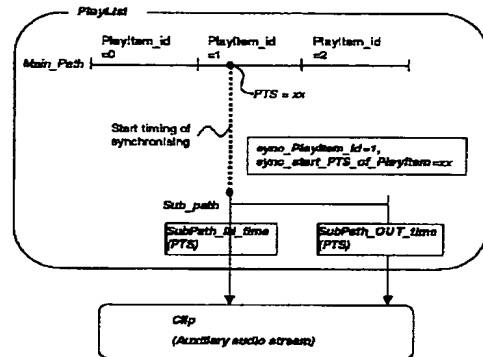 PlayList
PlayItem_id
=0
PlayItem_id
=1
PlayItem_id
=2
Main_Path
PTS = xx
Start timing of
synchronising
sync_PlayItem_id=1,
sync_start_PTS_of_PlayItem=xx
Sub_path
SubPath_IN_time
(PTS)
SubPath_OUT_time
(PTS)
Clip
(Auxiliary audio stream)